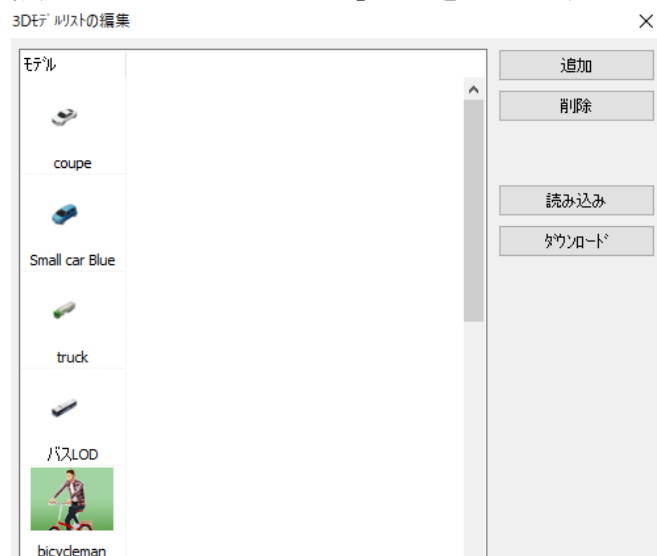 3Dﾓﾃﾞﾙﾘｽﾄの編集
ﾓﾃﾞﾙ
追加
削除
coupe
読み込み
ﾀﾞｳﾝﾛｰﾄﾞ
Small car Blue
truck
バスLOD
bicycleman